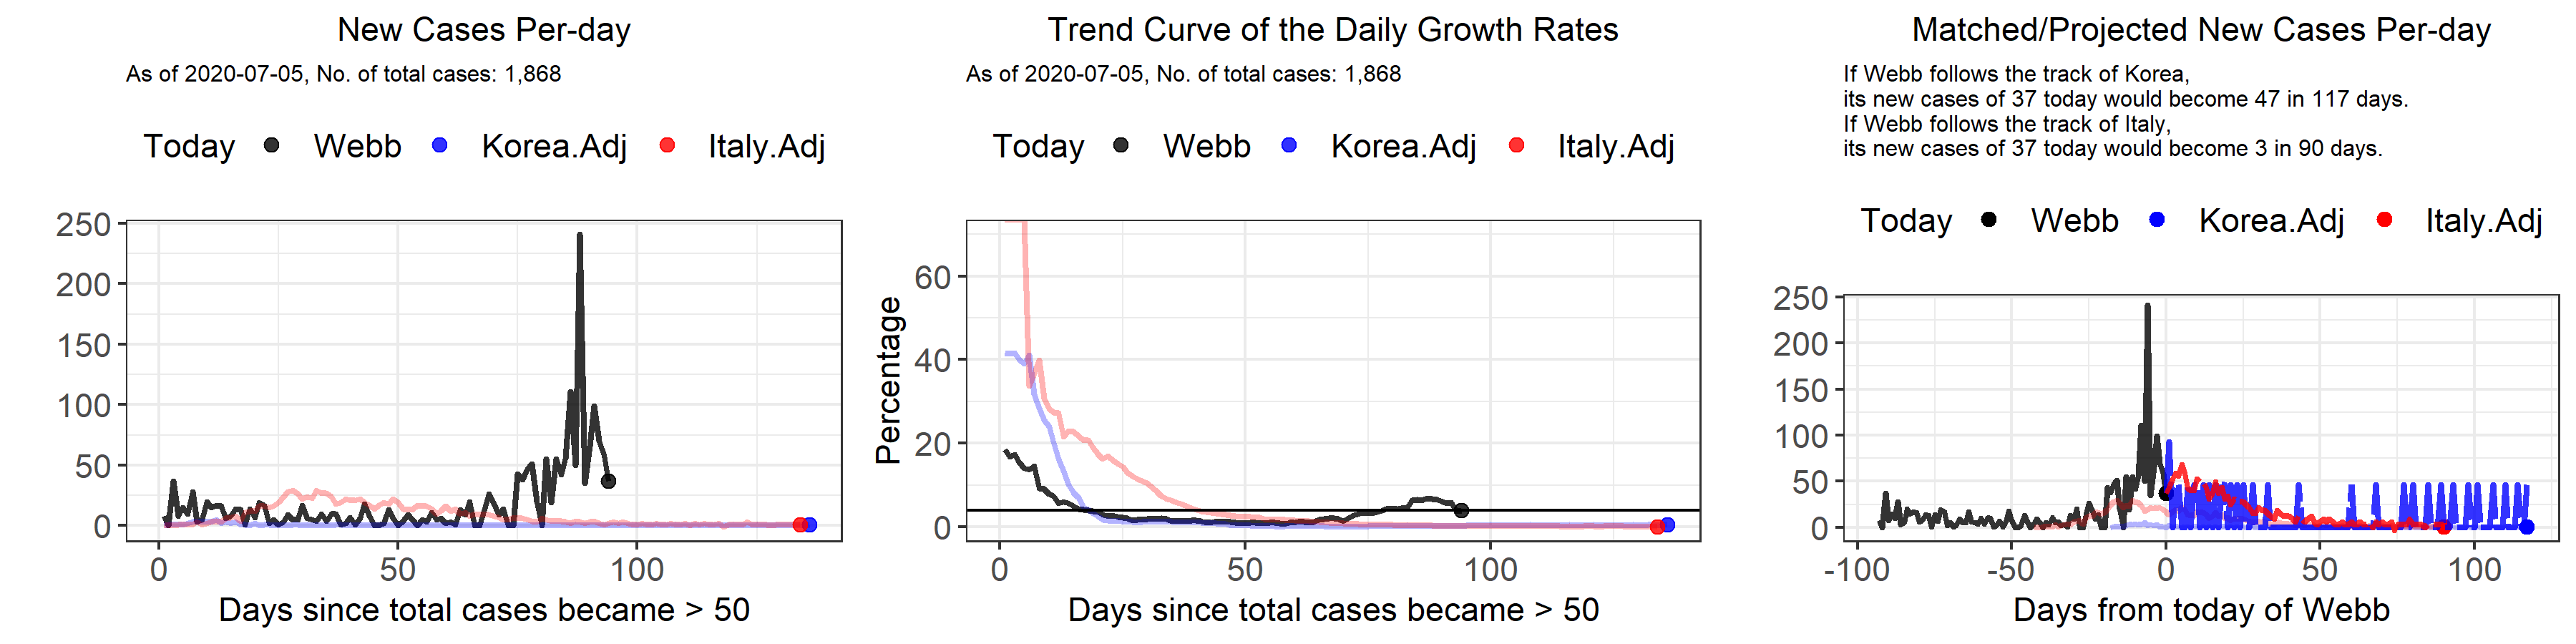 New Cases Per-day
As of 2020-07-05, No. of total cases: 1,868
Today Webb Korea.Adj Italy.Adj
250
200
150
100
50
0
0 50 100
Days since total cases became > 50
Trend Curve of the Daily Growth Rates
As of 2020-07-05, No. of total cases: 1,868
Today Webb Korea.Adj Italy.Adj
Percentage
60
40
20
0
0 50 100
Days since total cases became > 50
Matched/Projected New Cases Per-day
If Webb follows the track of Korea,
its new cases of 37 today would become 47 in 117 days.
If Webb follows the track of Italy,
its new cases of 37 today would become 3 in 90 days.
Today Webb Korea.Adj Italy.Adj
250
200
150
100
50
0
-100 -50 0 50 100
Days from today of Webb